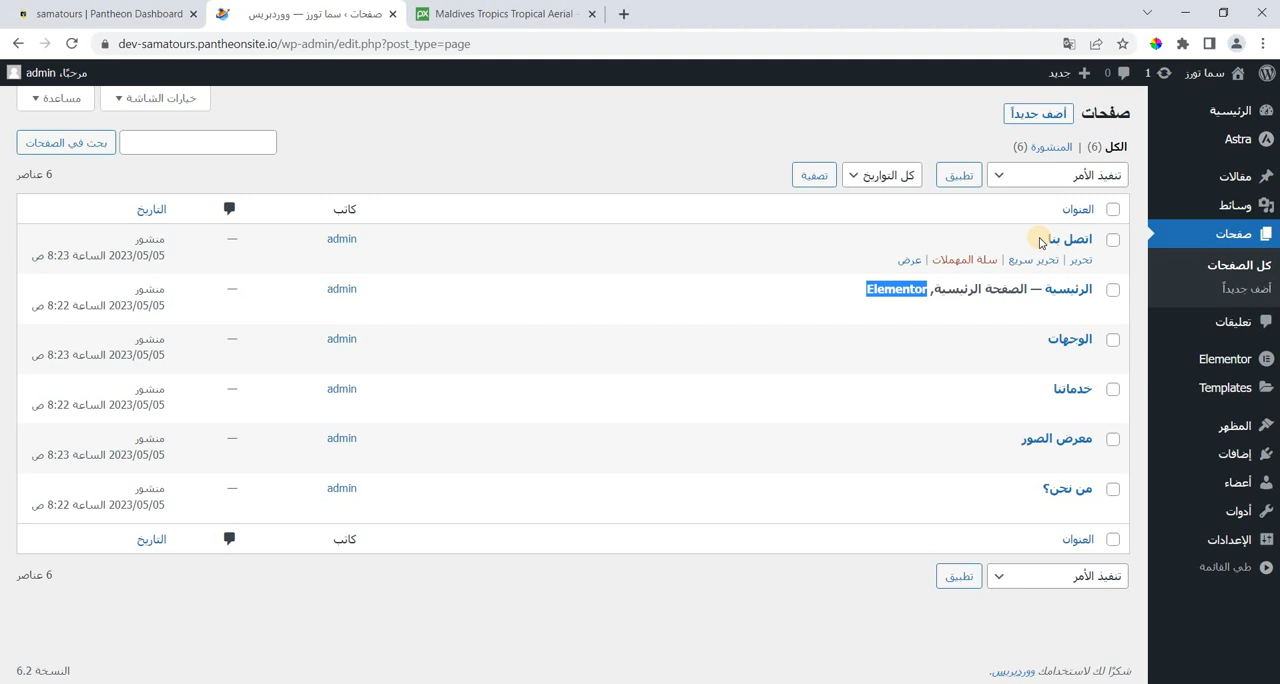 samatours | Pantheon Dashboard
صفحات ‹ سما تورز — ووردبريس
Maldives Tropics Tropical Aerial
dev-samatours.pantheonsite.io/wp-admin/edit.php?post_type=page
سما تورز
1
0
جديد
مرحبًا، admin
الرئيسية
Astra
مقالات
وسائط
صفحات
كل الصفحات
أضف جديداً
تعليقات
Elementor
Templates
المظهر
إضافات
أعضاء
أدوات
الإعدادات
طي القائمة
خيارات الشاشة
مساعدة
صفحات
أضف جديداً
الكل (6) | المنشورة (6)
بحث في الصفحات
تنفيذ الأمر
تطبيق
كل التواريخ
تصفية
6 عناصر
العنوان
كاتب
التاريخ
اتصل بنا
تحرير | تحرير سريع | سلة المهملات | عرض
admin
—
منشور
2023/05/05 الساعة 8:23 ص
الرئيسية — الصفحة الرئيسية, Elementor
admin
—
منشور
2023/05/05 الساعة 8:22 ص
الوجهات
admin
—
منشور
2023/05/05 الساعة 8:23 ص
خدماتنا
admin
—
منشور
2023/05/05 الساعة 8:22 ص
معرض الصور
admin
—
منشور
2023/05/05 الساعة 8:23 ص
من نحن؟
admin
—
منشور
2023/05/05 الساعة 8:22 ص
العنوان
كاتب
التاريخ
تنفيذ الأمر
تطبيق
6 عناصر
شكرًا لك لاستخدامك ووردبريس.
النسخة 6.2